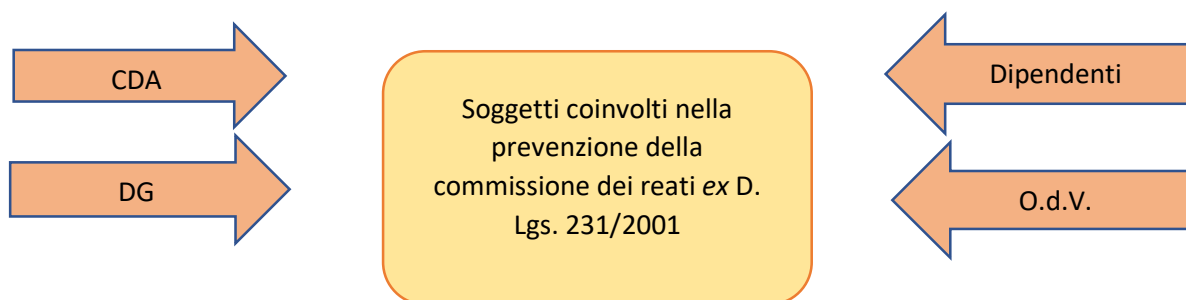 CDA
DG
Soggetti coinvolti nella
prevenzione della
commissione dei reati ex D.
Lgs. 231/2001
Dipendenti
O.d.V.